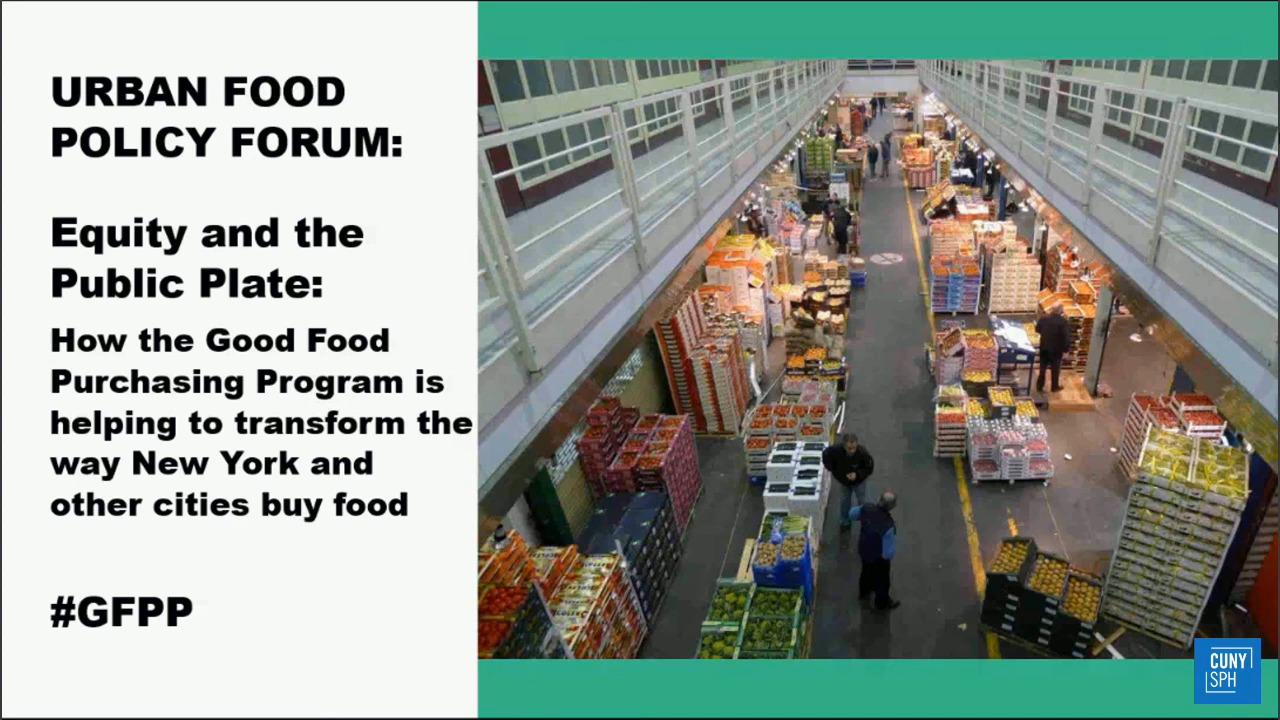 URBAN FOOD
POLICY FORUM:
Equity and the
Public Plate:
How the Good Food
Purchasing Program is
helping to transform the
way New York and
other cities buy food
#GFPP
CUNY
SPH